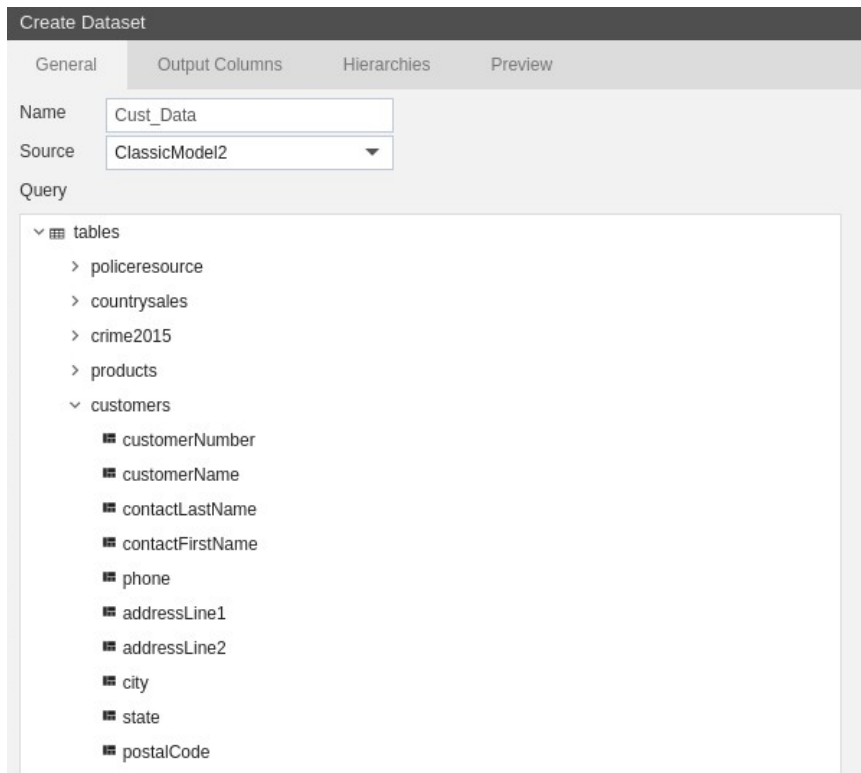 Create Dataset
General Output Columns Hierarchies Preview
Name Cust_Data
Source ClassicModel2
Query
tables
policeresource
countrysales
crime2015
products
customers
customerNumber
customerName
contactLastName
contactFirstName
phone
addressLine1
addressLine2
city
state
postalCode